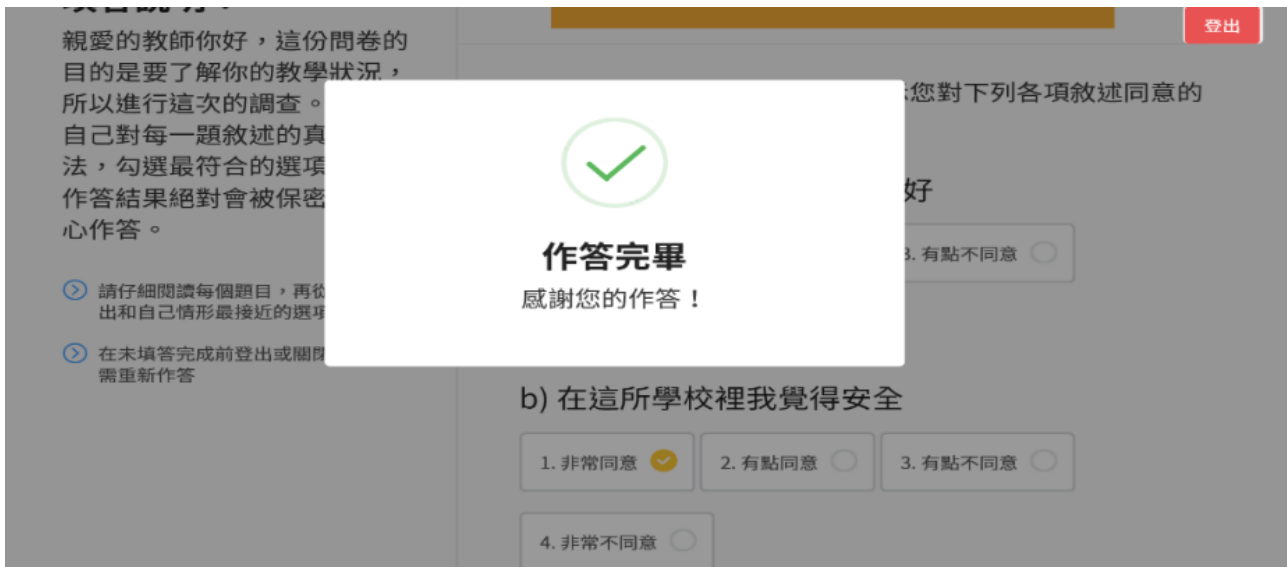 親愛的教師你好，這份問卷的
目的是要了解你的教學狀況，
所以進行這次的調查。
自己對每一題敘述的真
法，勾選最符合的選項
作答結果絕對會被保密
心作答。
請仔細閱讀每個題目，再從
出和自己情形最接近的選項
在未填答完成前登出或關閉
需重新作答
登出
您對下列各項敘述同意的
好
3. 有點不同意
作答完畢
感謝您的作答！
b) 在這所學校裡我覺得安全
1. 非常同意
2. 有點同意
3. 有點不同意
4. 非常不同意